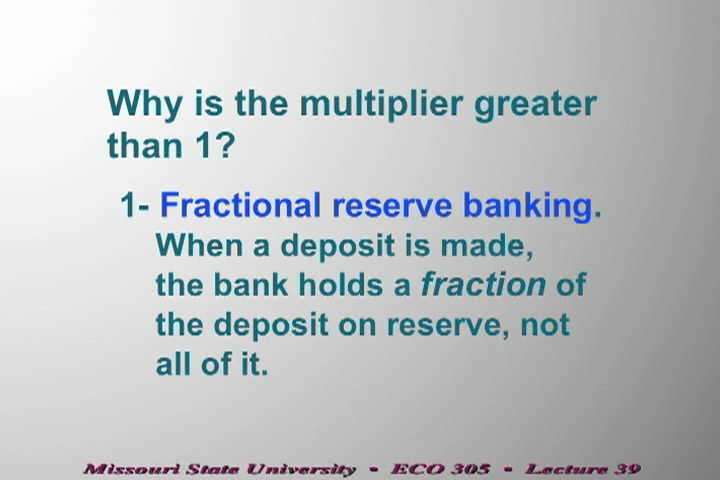 Why is the multiplier greater
than 1?
1- Fractional reserve banking.
When a deposit is made,
the bank holds a fraction of
the deposit on reserve, not
all of it.
Missouri State University - ECO 305 - Lecture 39